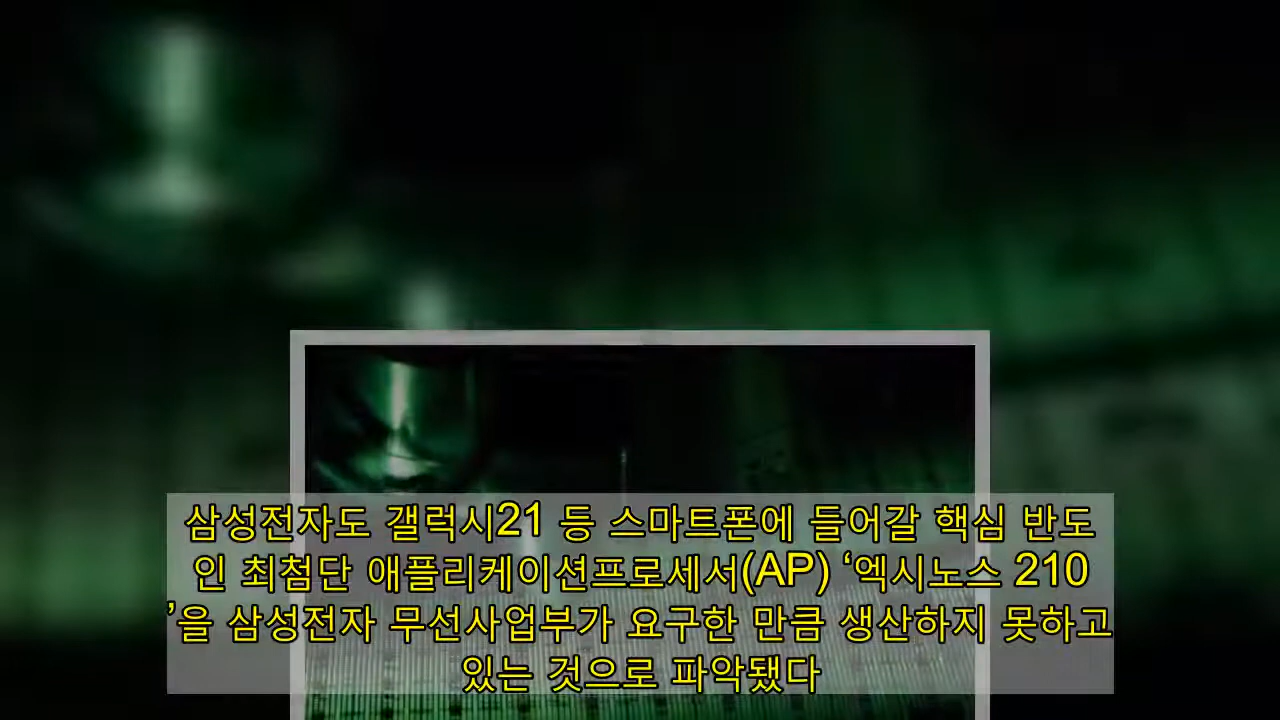 삼성전자도 갤럭시21 등 스마트폰에 들어갈 핵심 반도
인 최첨단 애플리케이션프로세서(AP) ‘엑시노스 210
’을 삼성전자 무선사업부가 요구한 만큼 생산하지 못하고
있는 것으로 파악됐다